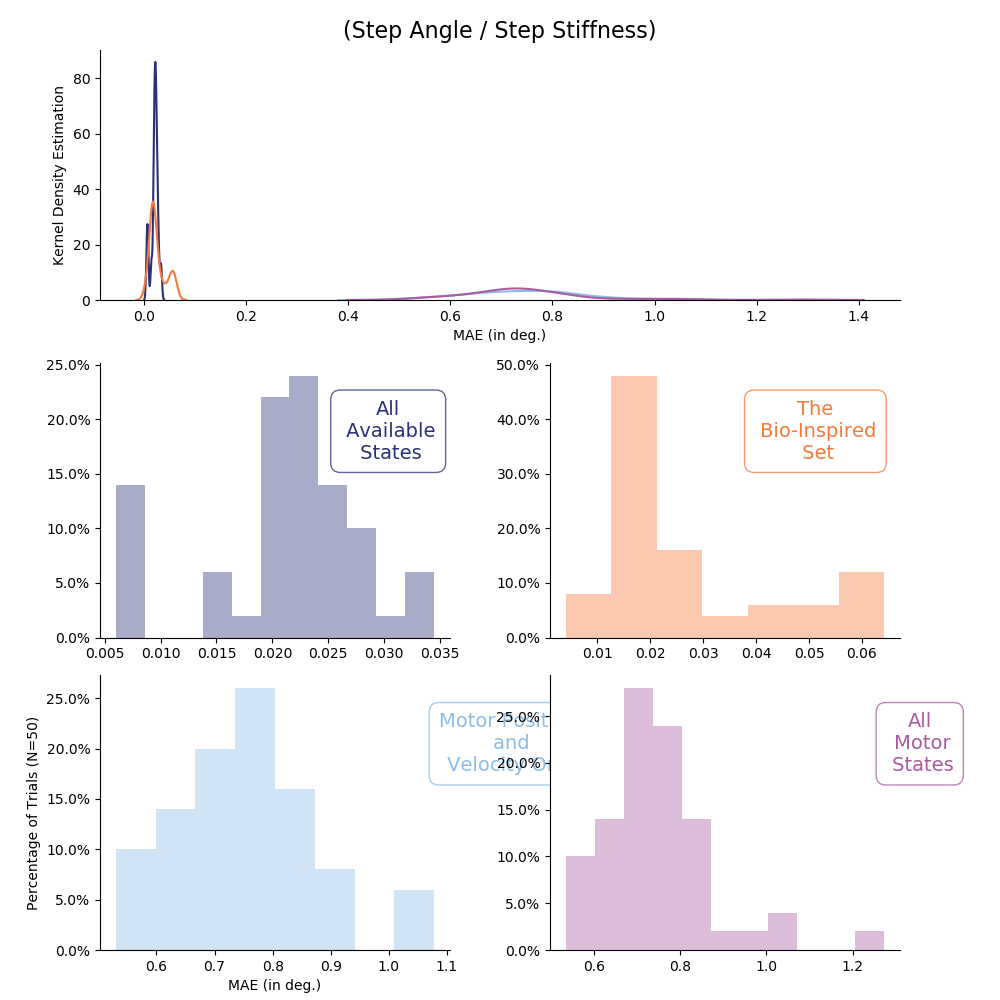 (Step Angle / Step Stiffness)
Kernel Density Estimation
80
60
40
20
0
0.0 0.2 0.4 0.6 0.8 1.0 1.2 1.4
MAE (in deg.)
25.0%
20.0%
15.0%
10.0%
5.0%
0.0%
0.005 0.010 0.015 0.020 0.025 0.030 0.035
All
Available
States
50.0%
40.0%
30.0%
20.0%
10.0%
0.0%
0.01 0.02 0.03 0.04 0.05 0.06
The
Bio-Inspired
Set
Percentage of Trials (N=50)
25.0%
20.0%
15.0%
10.0%
5.0%
0.0%
0.6 0.7 0.8 0.9 1.0 1.1
MAE (in deg.)
Motor
and
Velocity
25.0%
20.0%
15.0%
10.0%
5.0%
0.0%
0.6 0.8 1.0 1.2
All
Motor
States